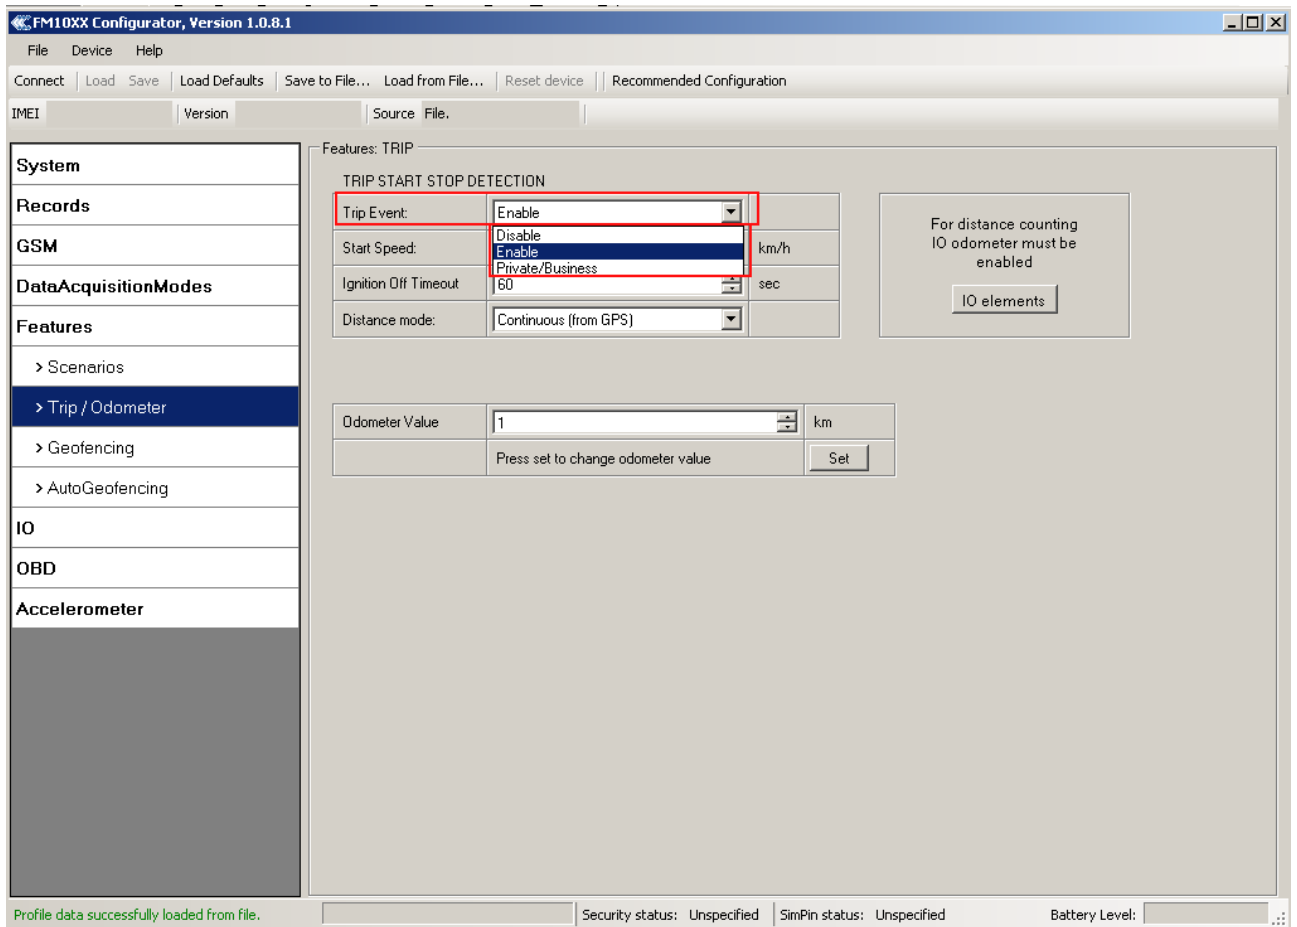 FM10XX Configurator, Version 1.0.8.1
File Device Help
Connect Load Save Load Defaults Save to File... Load from File... Reset device Recommended Configuration
IMEI Version Source File.
System
Records
GSM
DataAcquisitionModes
Features
> Scenarios
> Trip / Odometer
> Geofencing
> AutoGeofencing
IO
OBD
Accelerometer
Features: TRIP
TRIP START STOP DETECTION
Trip Event: Enable
Disable
Enable
Private/Business
Start Speed: km/h
Ignition Off Timeout 60 sec
Distance mode: Continuous (from GPS)
For distance counting
IO odometer must be
enabled
IO elements
Odometer Value 1 km
Press set to change odometer value Set
Profile data successfully loaded from file. Security status: Unspecified SimPin status: Unspecified Battery Level: